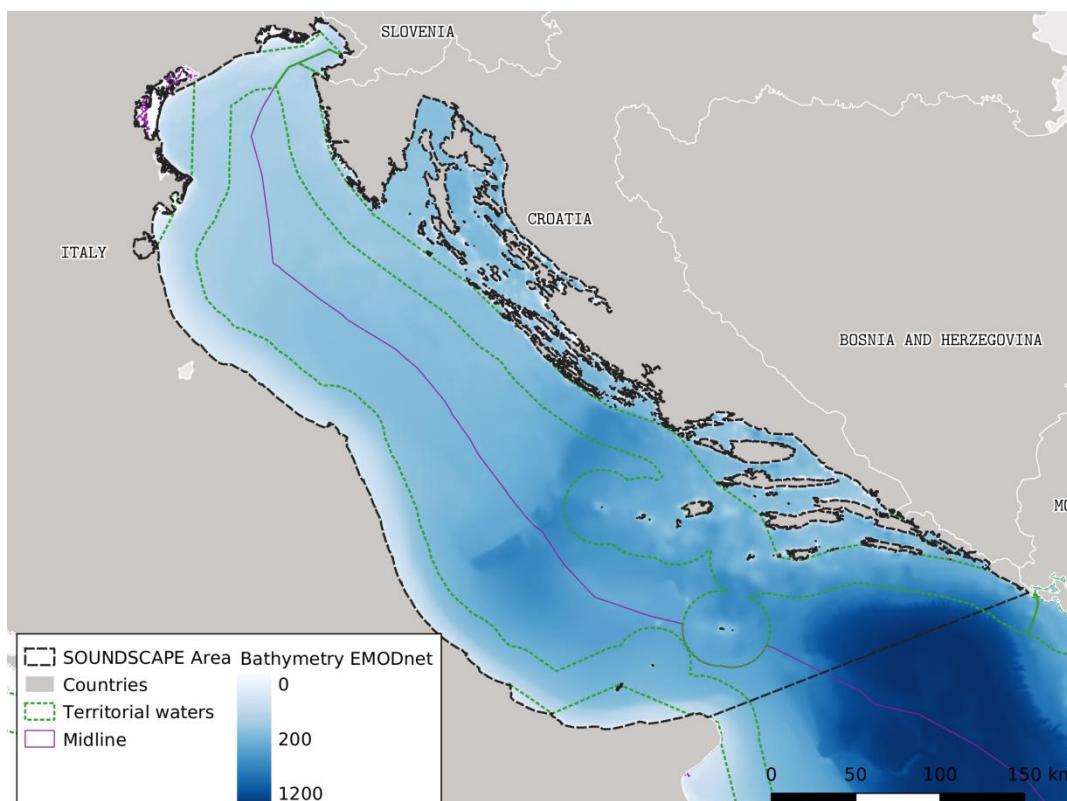 SLOVENIA
CROATIA
ITALY
BOSNIA AND HERZEGOVINA
MO
SOUNDSCAPE Area
Countries
Territorial waters
Midline
Bathymetry EMODnet
0
200
1200
0 50 100 150 km